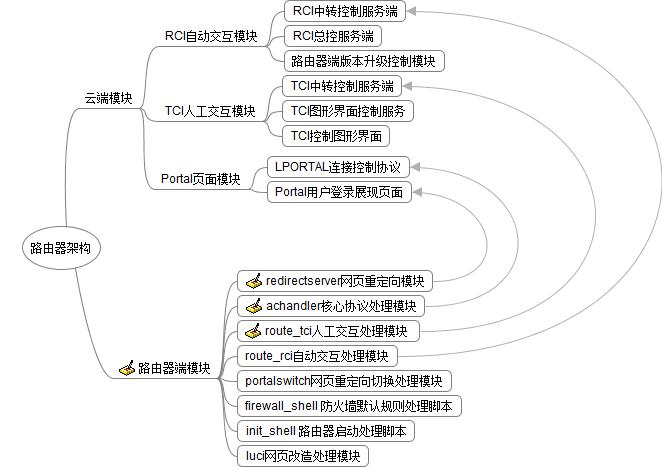 RCI中转控制服务端
RCI自动交互模块
RCI总控服务端
路由器端版本升级控制模块
TCI中转控制服务端
云端模块
TCI人工交互模块
TCI图形界面控制服务
TCI控制图形界面
LPORTAL连接控制协议
Portal页面模块
Portal用户登录展现页面
路由器架构
redirectserver网页重定向模块
achandler核心协议处理模块
route_tci人工交互处理模块
route_rci自动交互处理模块
路由器端模块
portalswitch网页重定向切换处理模块
firewall_shell 防火墙默认规则处理脚本
init_shell 路由器启动处理脚本
luci网页改造处理模块